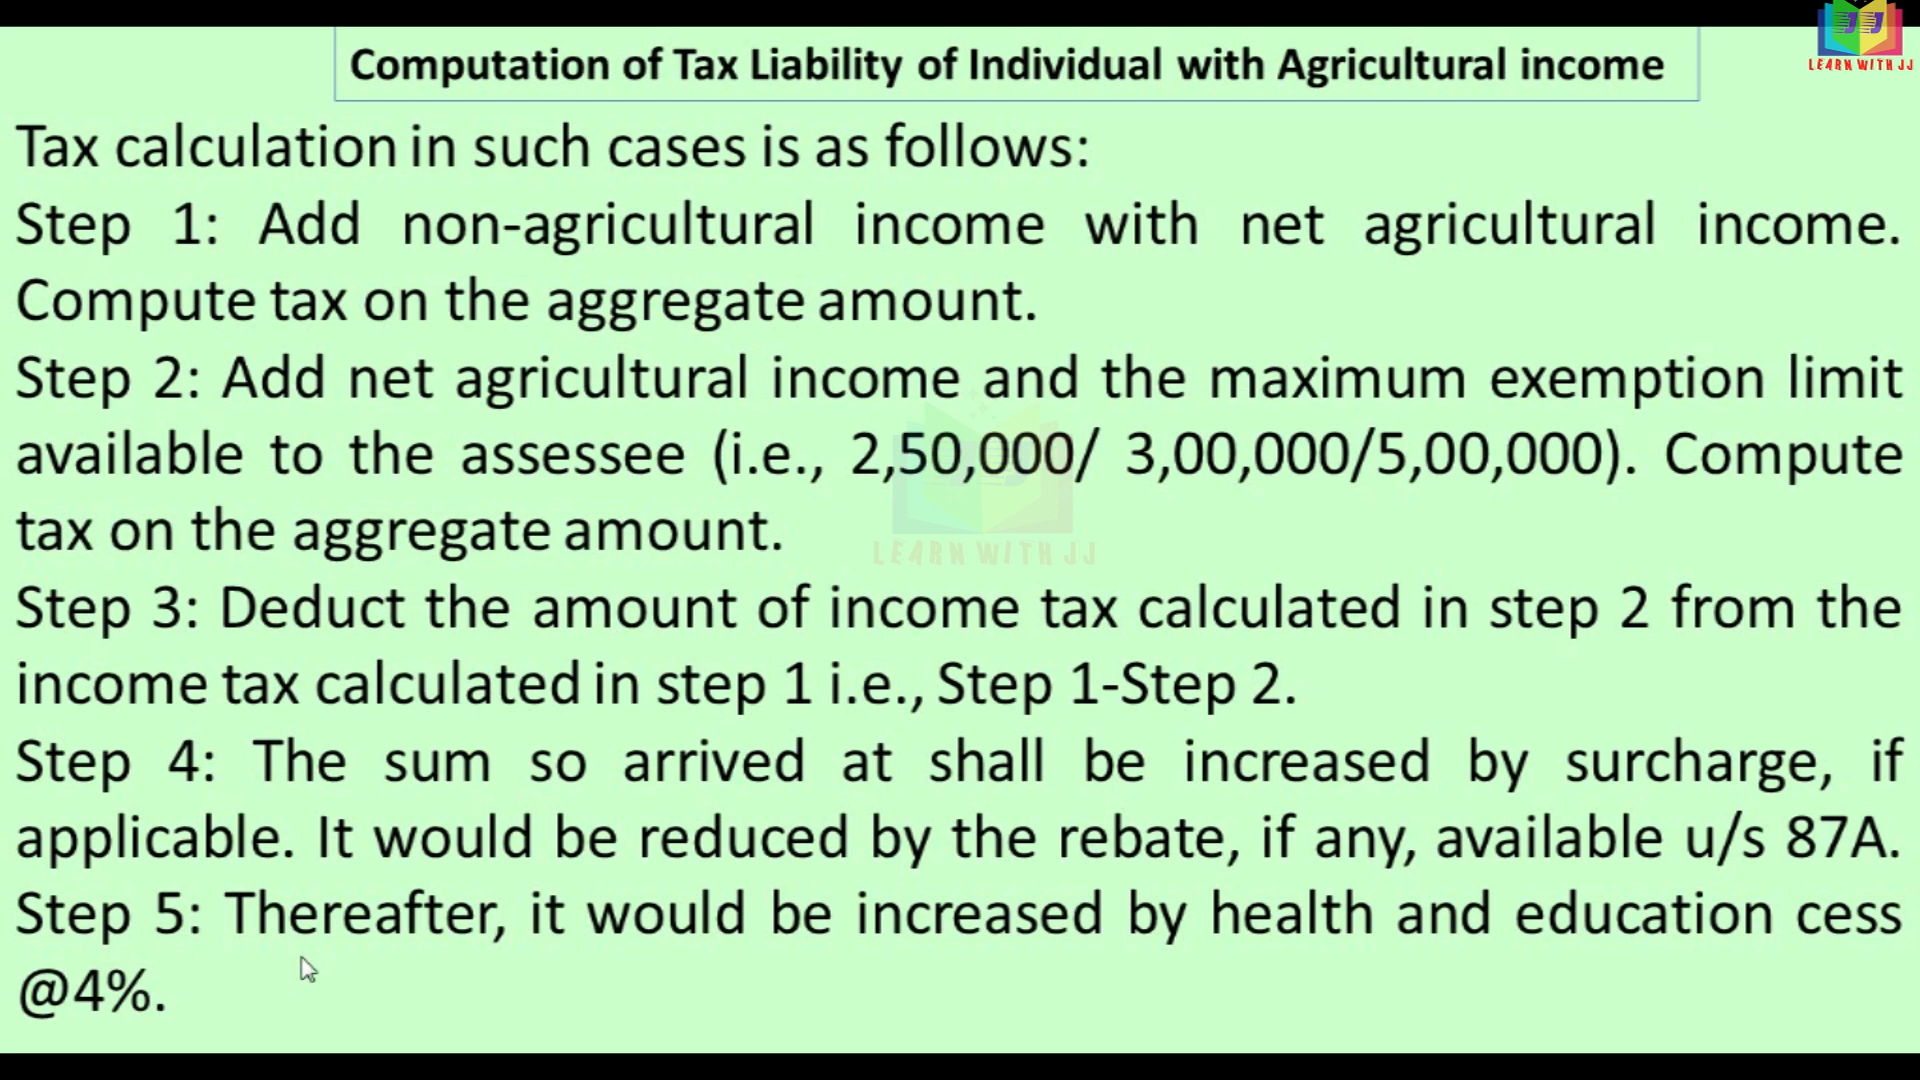 Computation of Tax Liability of Individual with Agricultural income
LEARN WITH JJ
Tax calculation in such cases is as follows:
Step 1: Add non-agricultural income with net agricultural income.
Compute tax on the aggregate amount.
Step 2: Add net agricultural income and the maximum exemption limit
available to the assessee (i.e., 2,50,000/ 3,00,000/5,00,000). Compute
tax on the aggregate amount.
LEARN WITH JJ
Step 3: Deduct the amount of income tax calculated in step 2 from the
income tax calculated in step 1 i.e., Step 1-Step 2.
Step 4: The sum so arrived at shall be increased by surcharge, if
applicable. It would be reduced by the rebate, if any, available u/s 87A.
Step 5: Thereafter, it would be increased by health and education cess
@4%.